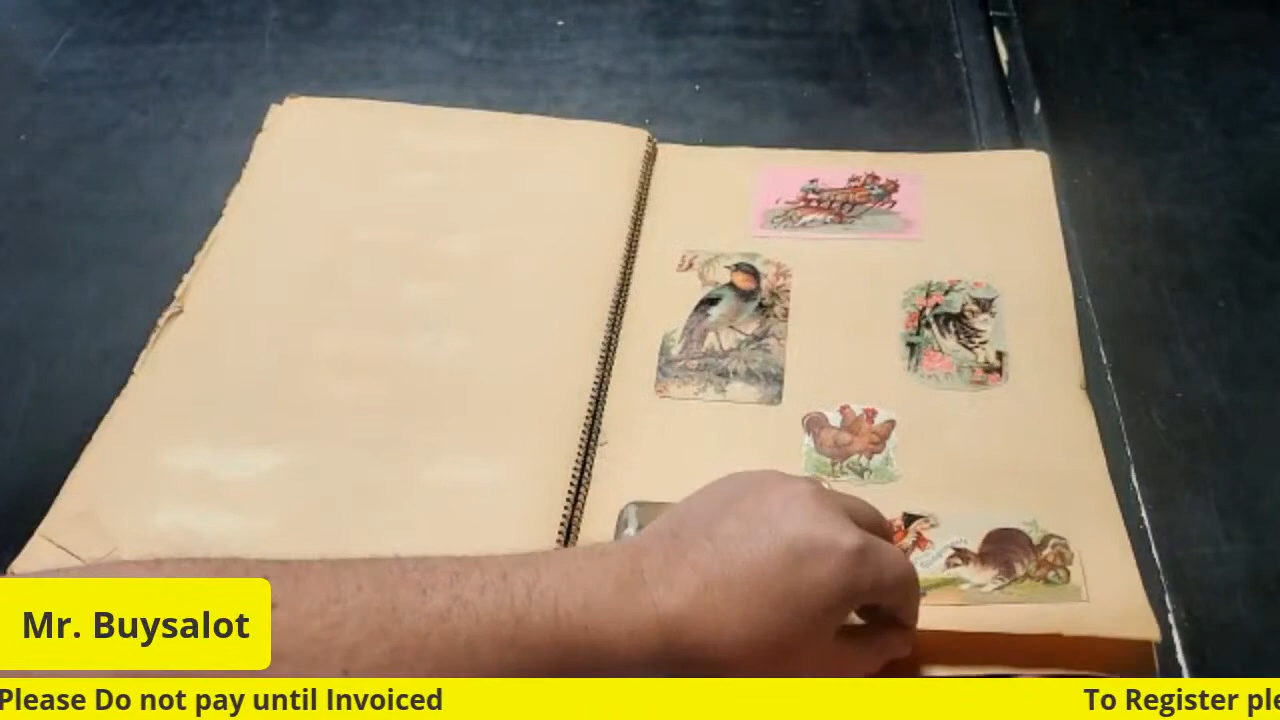 Mr. Buysalot
Please Do not pay until Invoiced
To Register ple